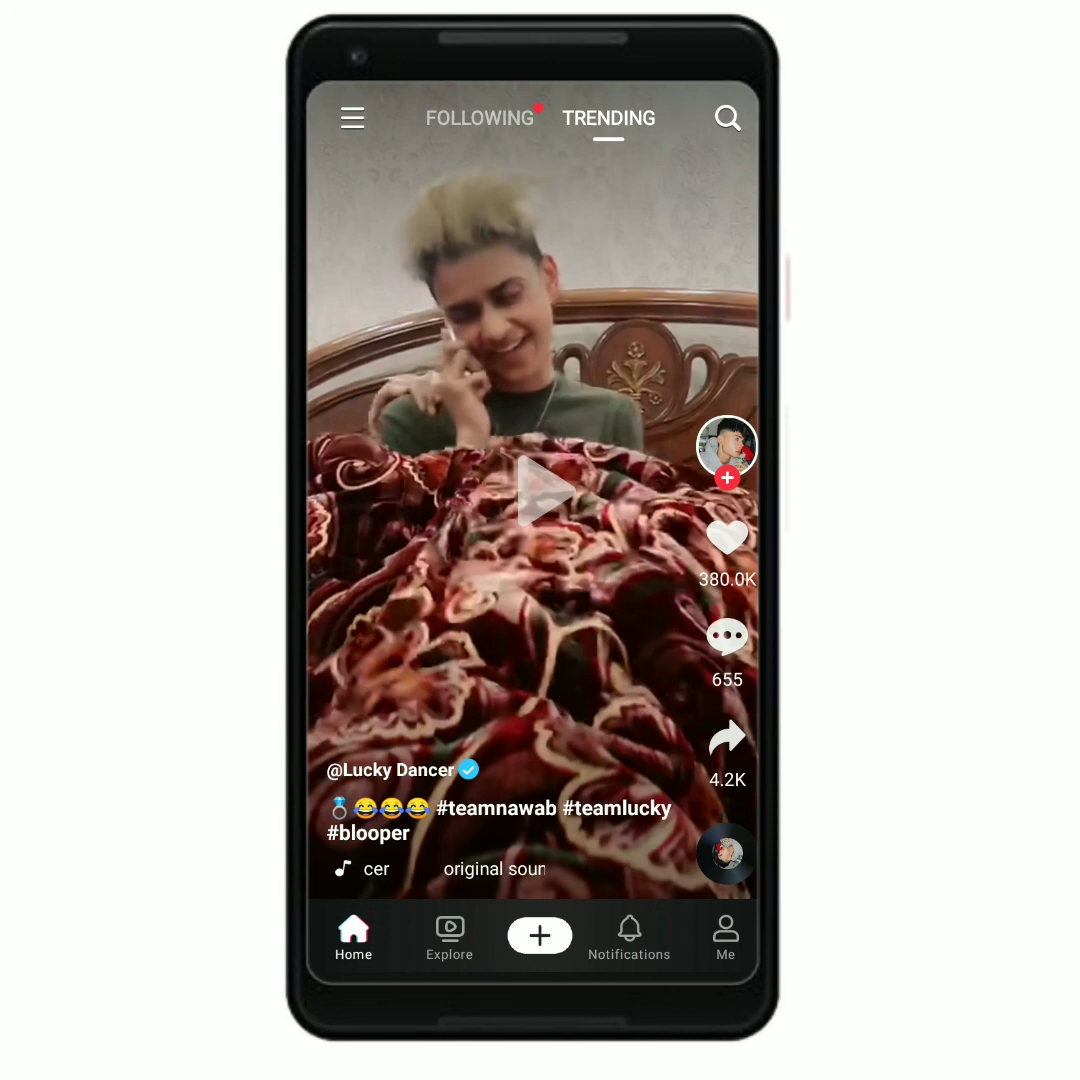 FOLLOWING TRENDING
380.0K
655
4.2K
@Lucky Dancer
💍😂😂😂 #teamnawab #teamlucky
#blooper
cer original soun
Home Explore Notifications Me